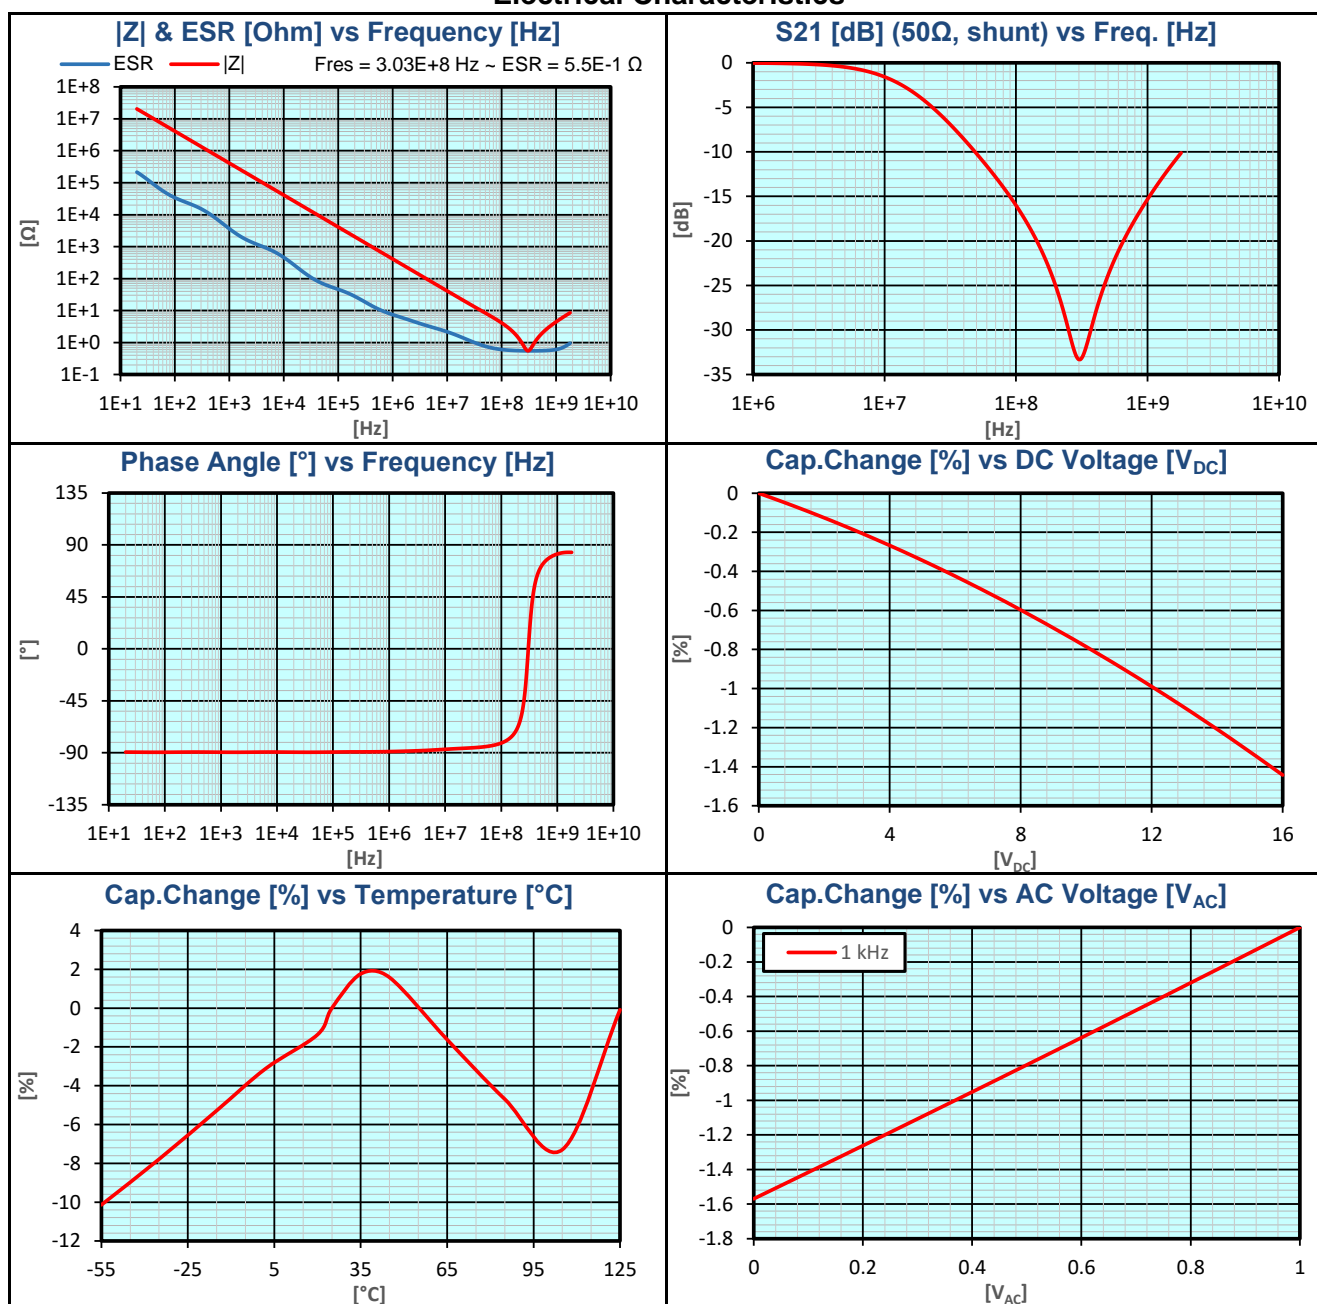 Electrical Characteristics
|Z| & ESR [Ohm] vs Frequency [Hz]
ESR |Z| Fres = 3.03E+8 Hz ~ ESR = 5.5E-1 Ω
1E+8
1E+7
1E+6
1E+5
1E+4
1E+3
1E+2
1E+1
1E+0
1E-1
[Ω]
1E+1 1E+2 1E+3 1E+4 1E+5 1E+6 1E+7 1E+8 1E+9 1E+10
[Hz]
S21 [dB] (50Ω, shunt) vs Freq. [Hz]
0
-5
-10
-15
-20
-25
-30
-35
[dB]
1E+6 1E+7 1E+8 1E+9 1E+10
[Hz]
Phase Angle [°] vs Frequency [Hz]
135
90
45
0
-45
-90
-135
[°]
1E+1 1E+2 1E+3 1E+4 1E+5 1E+6 1E+7 1E+8 1E+9 1E+10
[Hz]
Cap.Change [%] vs DC Voltage [VDC]
0
-0.2
-0.4
-0.6
-0.8
-1
-1.2
-1.4
-1.6
[%]
0 4 8 12 16
[VDC]
Cap.Change [%] vs Temperature [°C]
4
2
0
-2
-4
-6
-8
-10
-12
[%]
-55 -25 5 35 65 95 125
[°C]
Cap.Change [%] vs AC Voltage [VAC]
1 kHz
0
-0.2
-0.4
-0.6
-0.8
-1
-1.2
-1.4
-1.6
-1.8
[%]
0 0.2 0.4 0.6 0.8 1
[VAC]